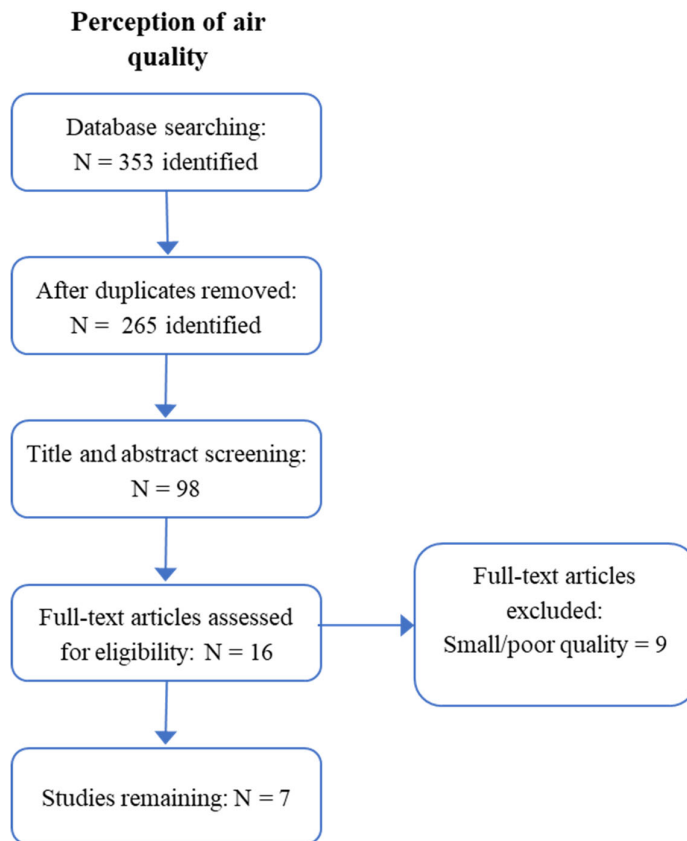 Perception of air
quality
Database searching:
N = 353 identified
After duplicates removed:
N = 265 identified
Title and abstract screening:
N = 98
Full-text articles assessed
for eligibility: N = 16
Full-text articles
excluded:
Small/poor quality = 9
Studies remaining: N = 7